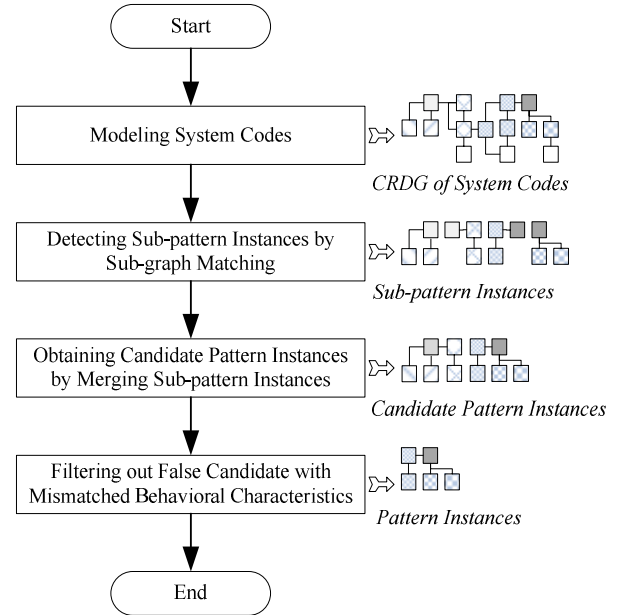 Start
Modeling System Codes
CRDG of System Codes
Detecting Sub-pattern Instances by
Sub-graph Matching
Sub-pattern Instances
Obtaining Candidate Pattern Instances
by Merging Sub-pattern Instances
Candidate Pattern Instances
Filtering out False Candidate with
Mismatched Behavioral Characteristics
Pattern Instances
End